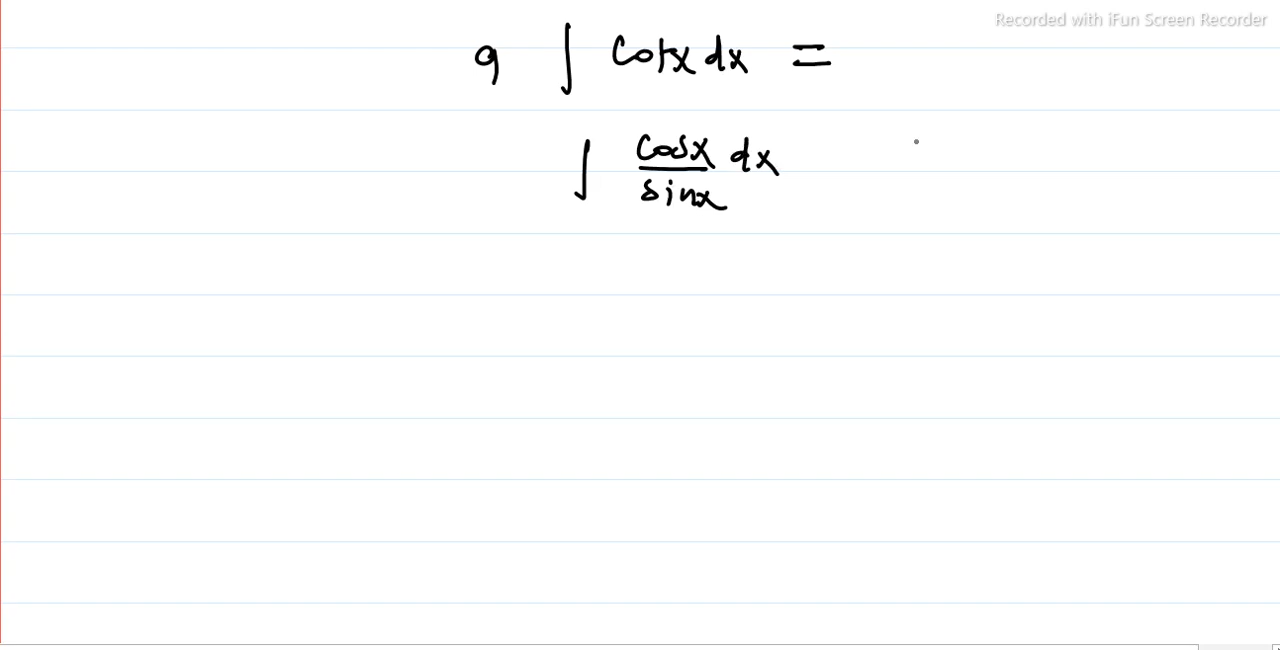 Recorded with iFun Screen Recorder
9 ∫ Cotx dx =
∫ Cosx/sinx dx